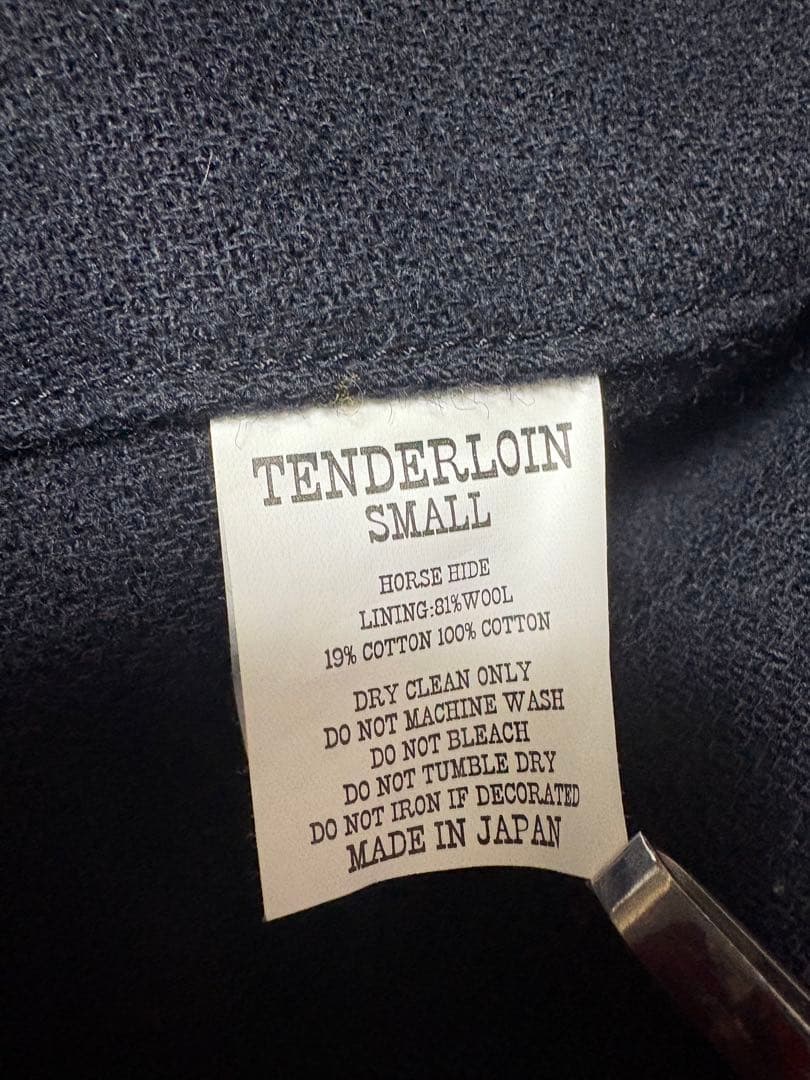 TENDERLOIN
SMALL
HORSE HIDE
LINING:81%WOOL
19% COTTON 100% COTTON
DRY CLEAN ONLY
DO NOT MACHINE WASH
DO NOT BLEACH
DO NOT TUMBLE DRY
DO NOT IRON IF DECORATED
MADE IN JAPAN